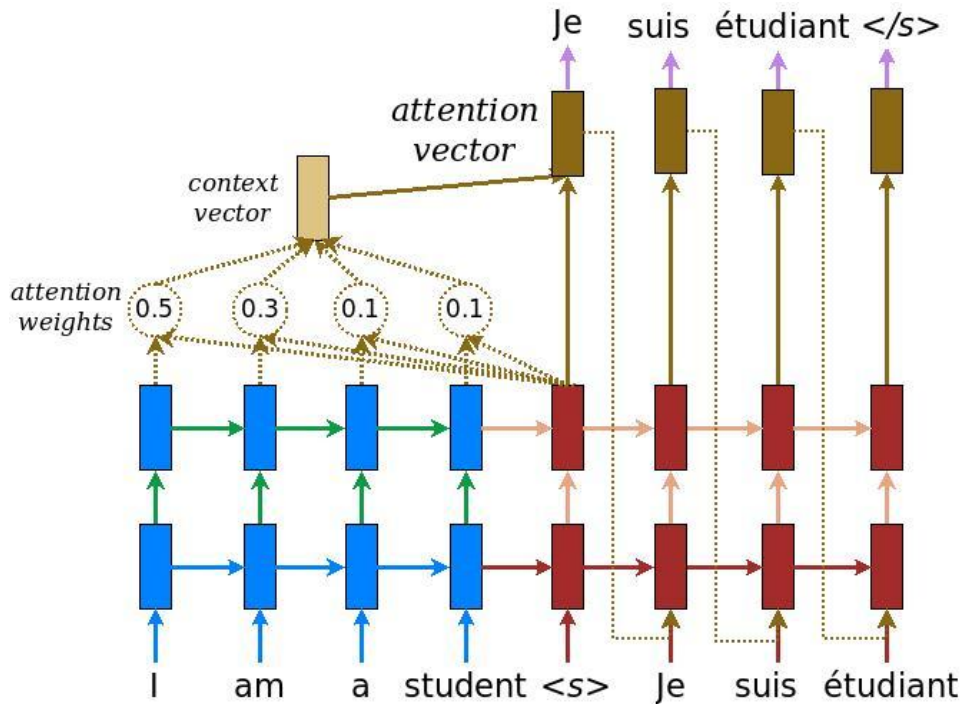 Je suis étudiant </s>
attention
vector
context
vector
attention
weights
0.5 0.3 0.1 0.1
I am a student <s> Je suis étudiant